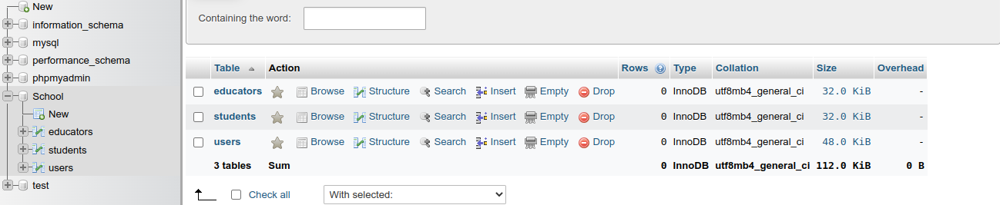 New
information_schema
mysql
performance_schema
phpmyadmin
School
New
educators
students
users
test
Containing the word:
Table Action Rows Type Collation Size Overhead
educators Browse Structure Search Insert Empty Drop 0 InnoDB utf8mb4_general_ci 32.0 KiB -
students Browse Structure Search Insert Empty Drop 0 InnoDB utf8mb4_general_ci 32.0 KiB -
users Browse Structure Search Insert Empty Drop 0 InnoDB utf8mb4_general_ci 48.0 KiB -
3 tables Sum 0 InnoDB utf8mb4_general_ci 112.0 KiB 0 B
Check all With selected: